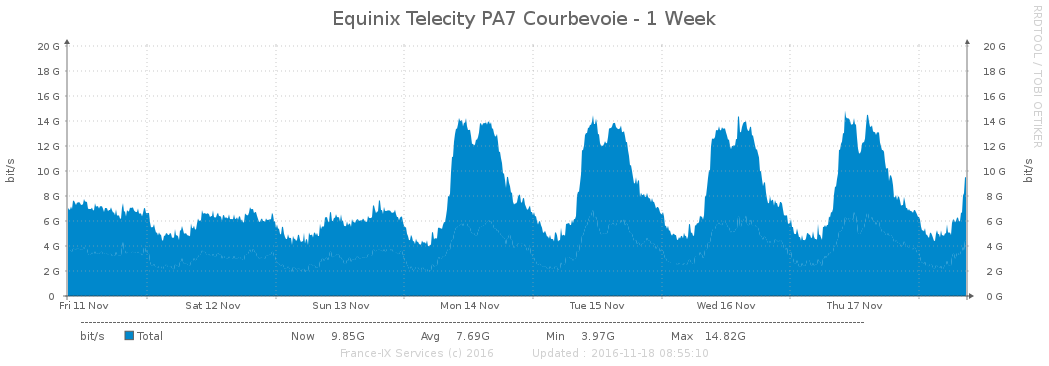 Equinix Telecity PA7 Courbevoie - 1 Week
RRDTOOL / TOBI OETIKER
20 G 20 G
18 G 18 G
16 G 16 G
14 G 14 G
12 G 12 G
10 G 10 G
8 G 8 G
6 G 6 G
4 G 4 G
2 G 2 G
0 0 G
bit/s
bit/s
Fri 11 Nov Sat 12 Nov Sun 13 Nov Mon 14 Nov Tue 15 Nov Wed 16 Nov Thu 17 Nov
bit/s Total Now 9.85G Avg 7.69G Min 3.97G Max 14.82G
France-IX Services (c) 2016 Updated : 2016-11-18 08:55:10